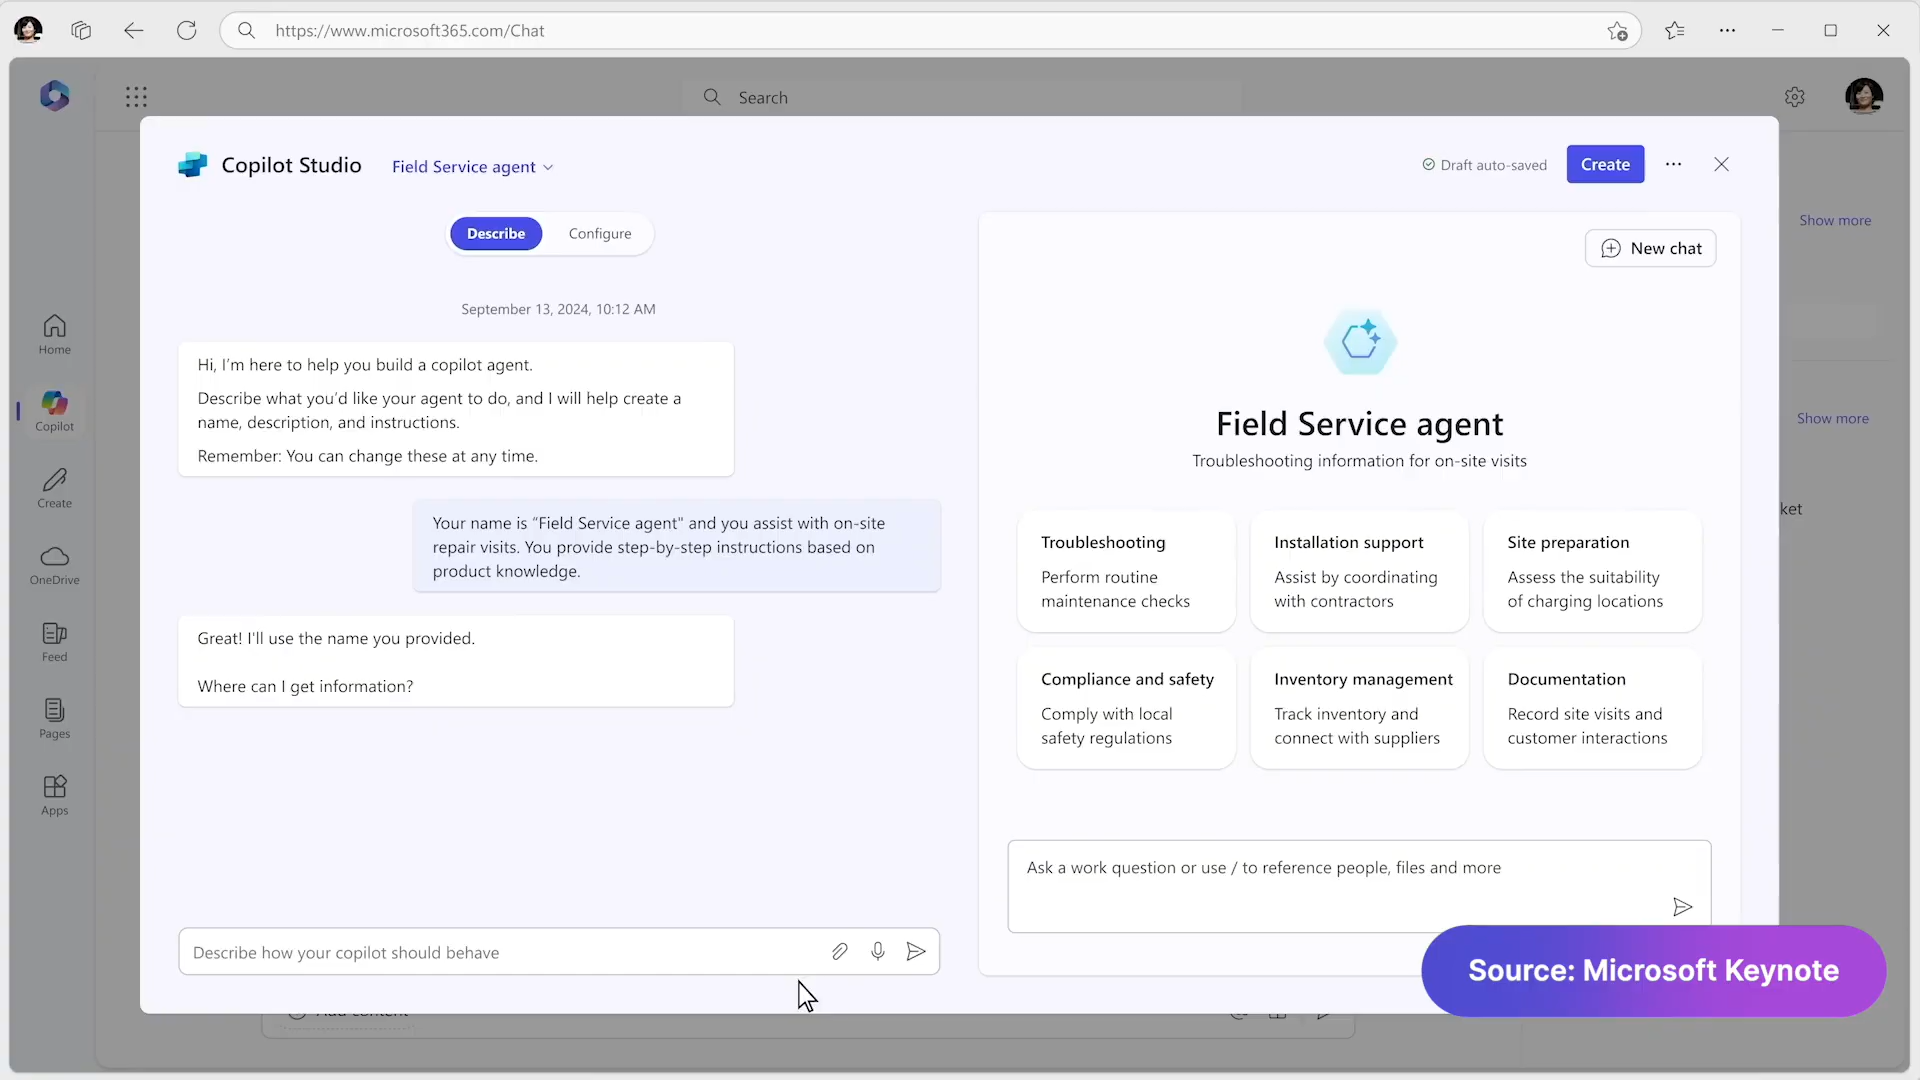 https://www.microsoft365.com/Chat
Search
Copilot Studio
Field Service agent
Draft auto-saved
Create
Describe
Configure
September 13, 2024, 10:12 AM
Hi, I'm here to help you build a copilot agent.
Describe what you'd like your agent to do, and I will help create a
name, description, and instructions.
Remember: You can change these at any time.
Your name is “Field Service agent" and you assist with on-site
repair visits. You provide step-by-step instructions based on
product knowledge.
Great! I'll use the name you provided.
Where can I get information?
Describe how your copilot should behave
New chat
Field Service agent
Troubleshooting information for on-site visits
Troubleshooting
Perform routine
maintenance checks
Installation support
Assist by coordinating
with contractors
Site preparation
Assess the suitability
of charging locations
Compliance and safety
Comply with local
safety regulations
Inventory management
Track inventory and
connect with suppliers
Documentation
Record site visits and
customer interactions
Ask a work question or use / to reference people, files and more
Source: Microsoft Keynote
Home
Copilot
Create
OneDrive
Feed
Pages
Apps
Show more
Show more
ket